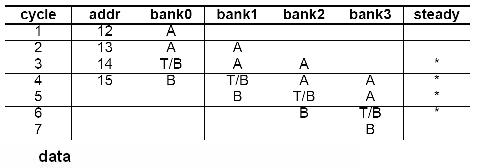 cycle addr bank0 bank1 bank2 bank3 steady
1 12 A
2 13 A A
3 14 T/B A A *
4 15 B T/B A A *
5 B T/B A *
6 B T/B *
7 B
data